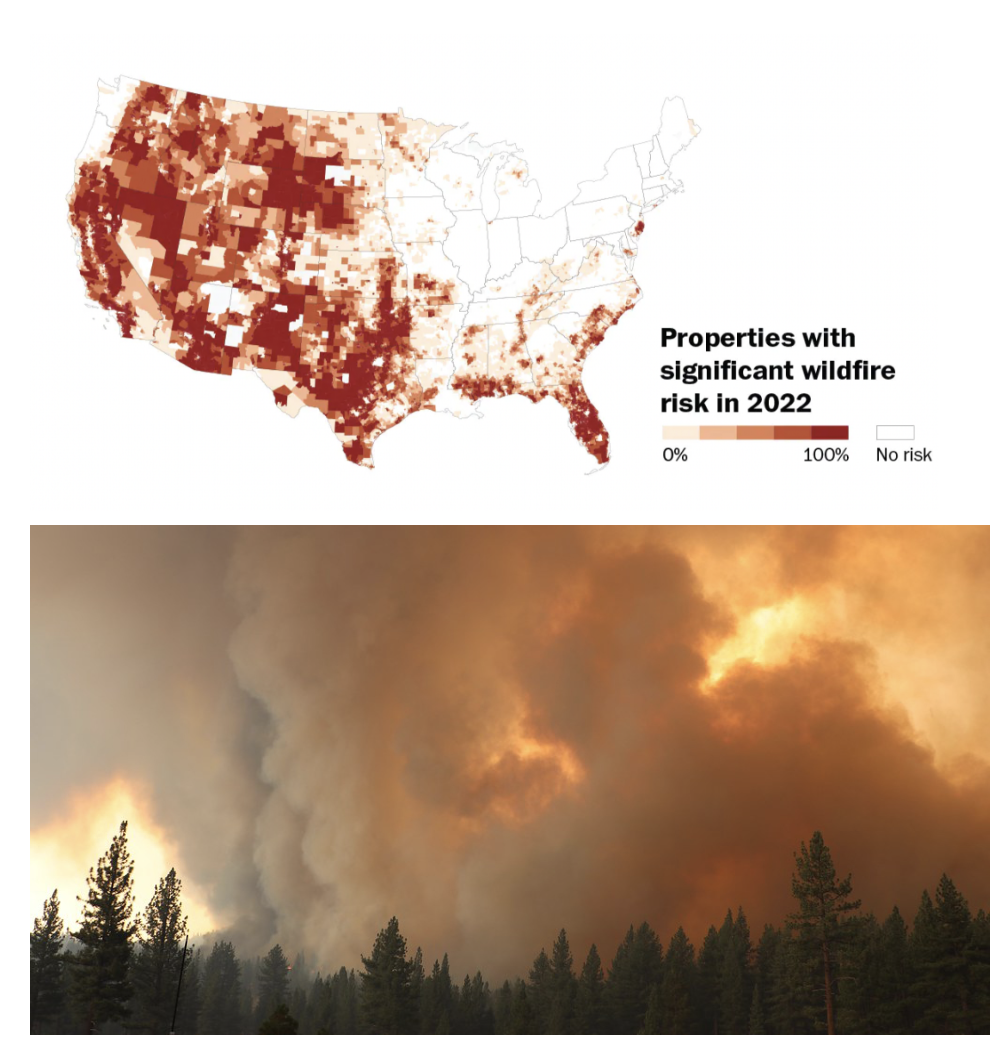 Properties with
significant wildfire
risk in 2022
0% 100% No risk